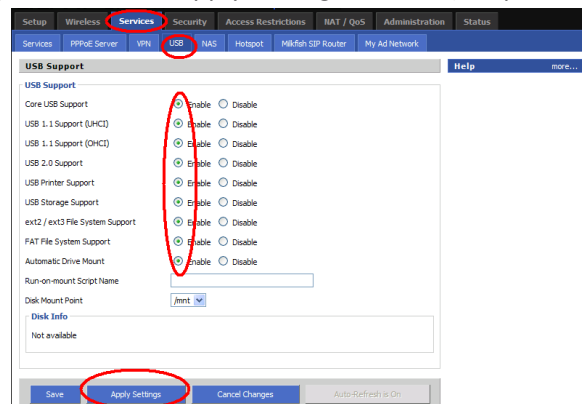 Setup Wireless Services Security Access Restrictions NAT / QoS Administration Status
Services PPPoE Server VPN USB NAS Hotspot Milkfish SIP Router My Ad Network
USB Support
Help more...
USB Support
Core USB Support Enable Disable
USB 1.1 Support (UHCI) Enable Disable
USB 1.1 Support (OHCI) Enable Disable
USB 2.0 Support Enable Disable
USB Printer Support Enable Disable
USB Storage Support Enable Disable
ext2 / ext3 File System Support Enable Disable
FAT File System Support Enable Disable
Automatic Drive Mount Enable Disable
Run-on-mount Script Name
Disk Mount Point /mnt
Disk Info
Not available
Save Apply Settings Cancel Changes Auto-Refresh is On